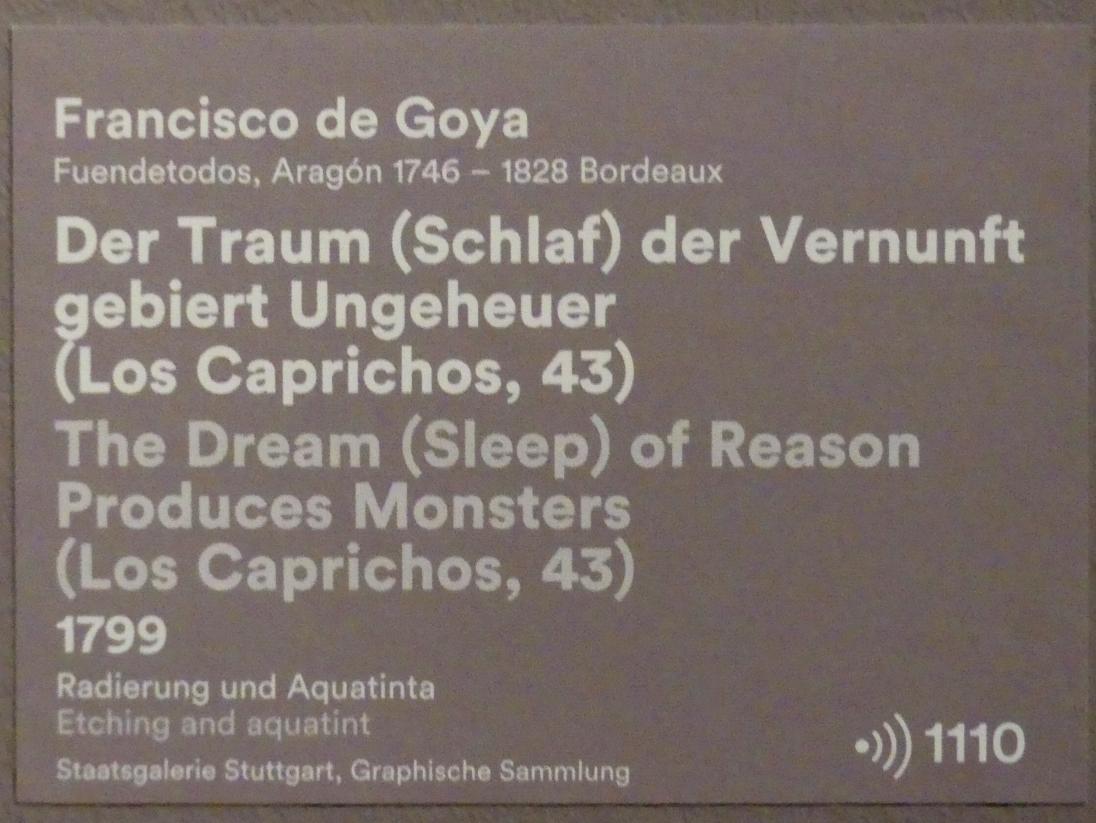 Francisco de Goya
Fuendetodos, Aragón 1746 – 1828 Bordeaux
Der Traum (Schlaf) der Vernunft
gebiert Ungeheuer
(Los Caprichos, 43)
The Dream (Sleep) of Reason
Produces Monsters
(Los Caprichos, 43)
1799
Radierung und Aquatinta
Etching and aquatint
Staatsgalerie Stuttgart, Graphische Sammlung
1110